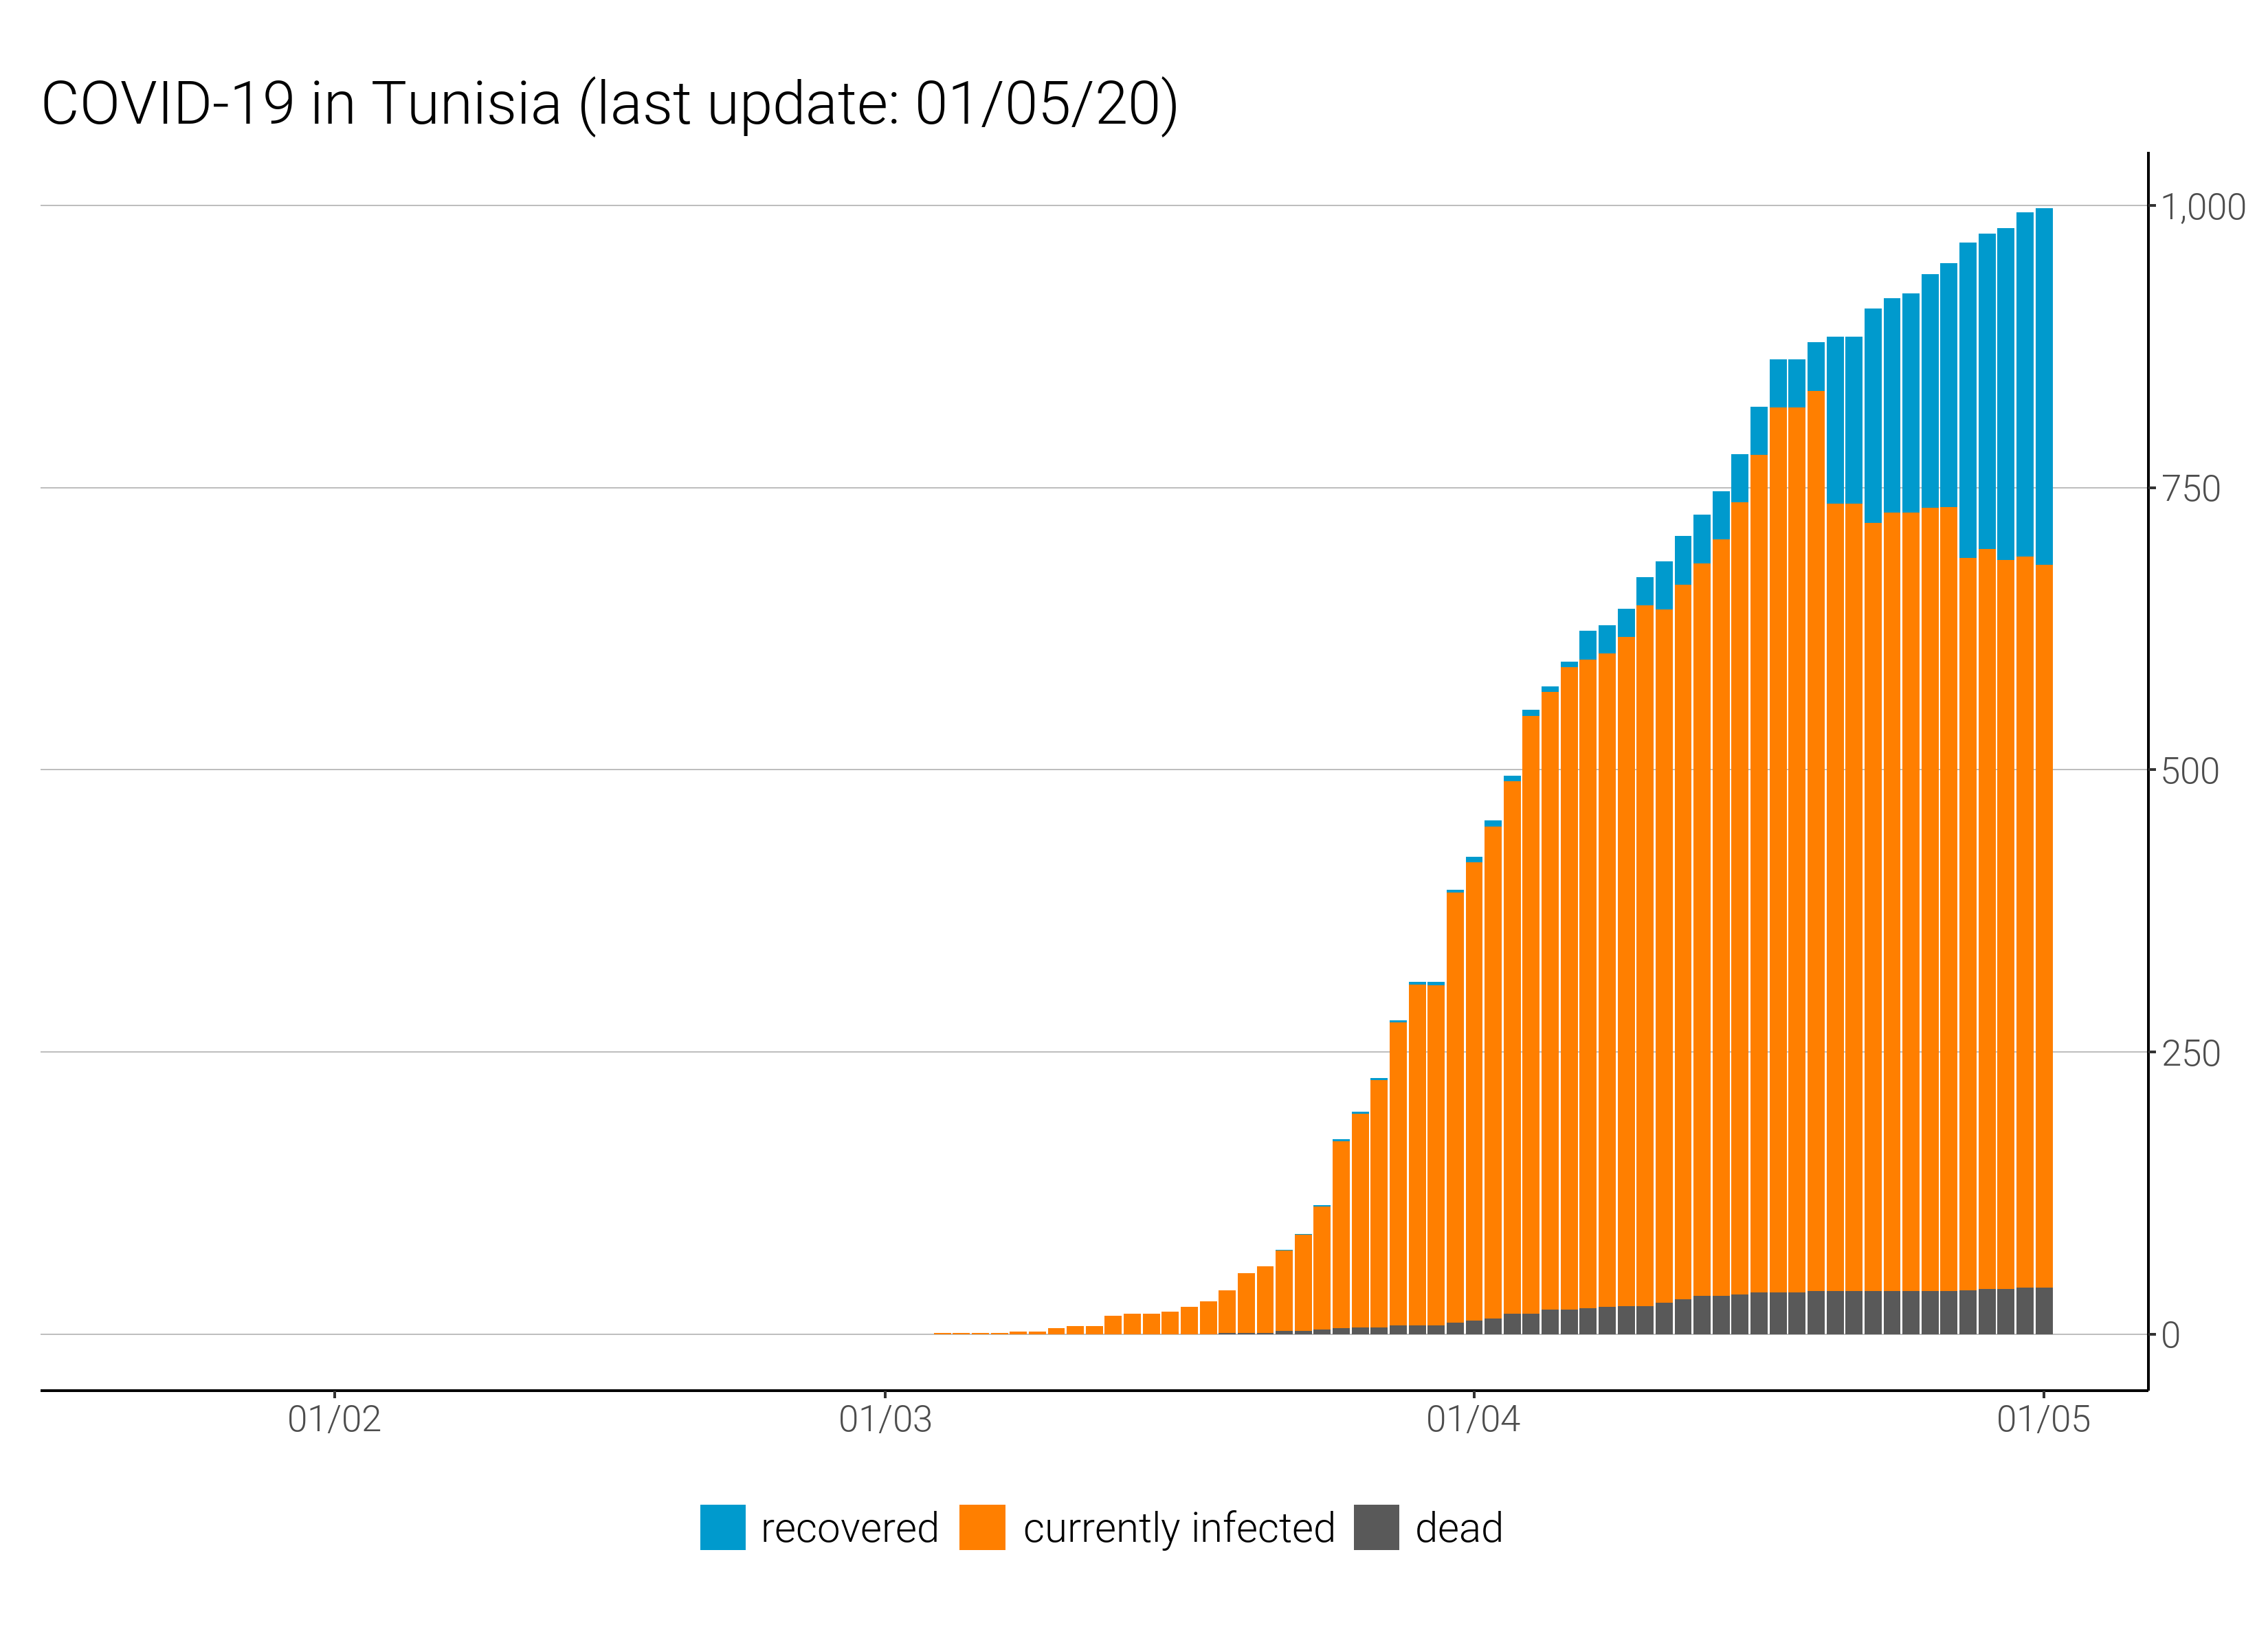 COVID-19 in Tunisia (last update: 01/05/20)
1,000
750
500
250
0
01/02 01/03 01/04 01/05
recovered currently infected dead